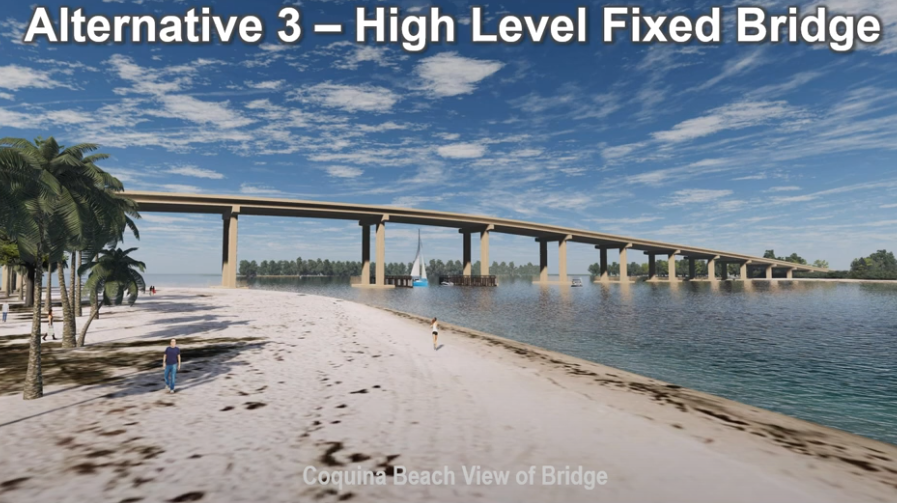 Alternative 3 – High Level Fixed Bridge
Coquina Beach View of Bridge